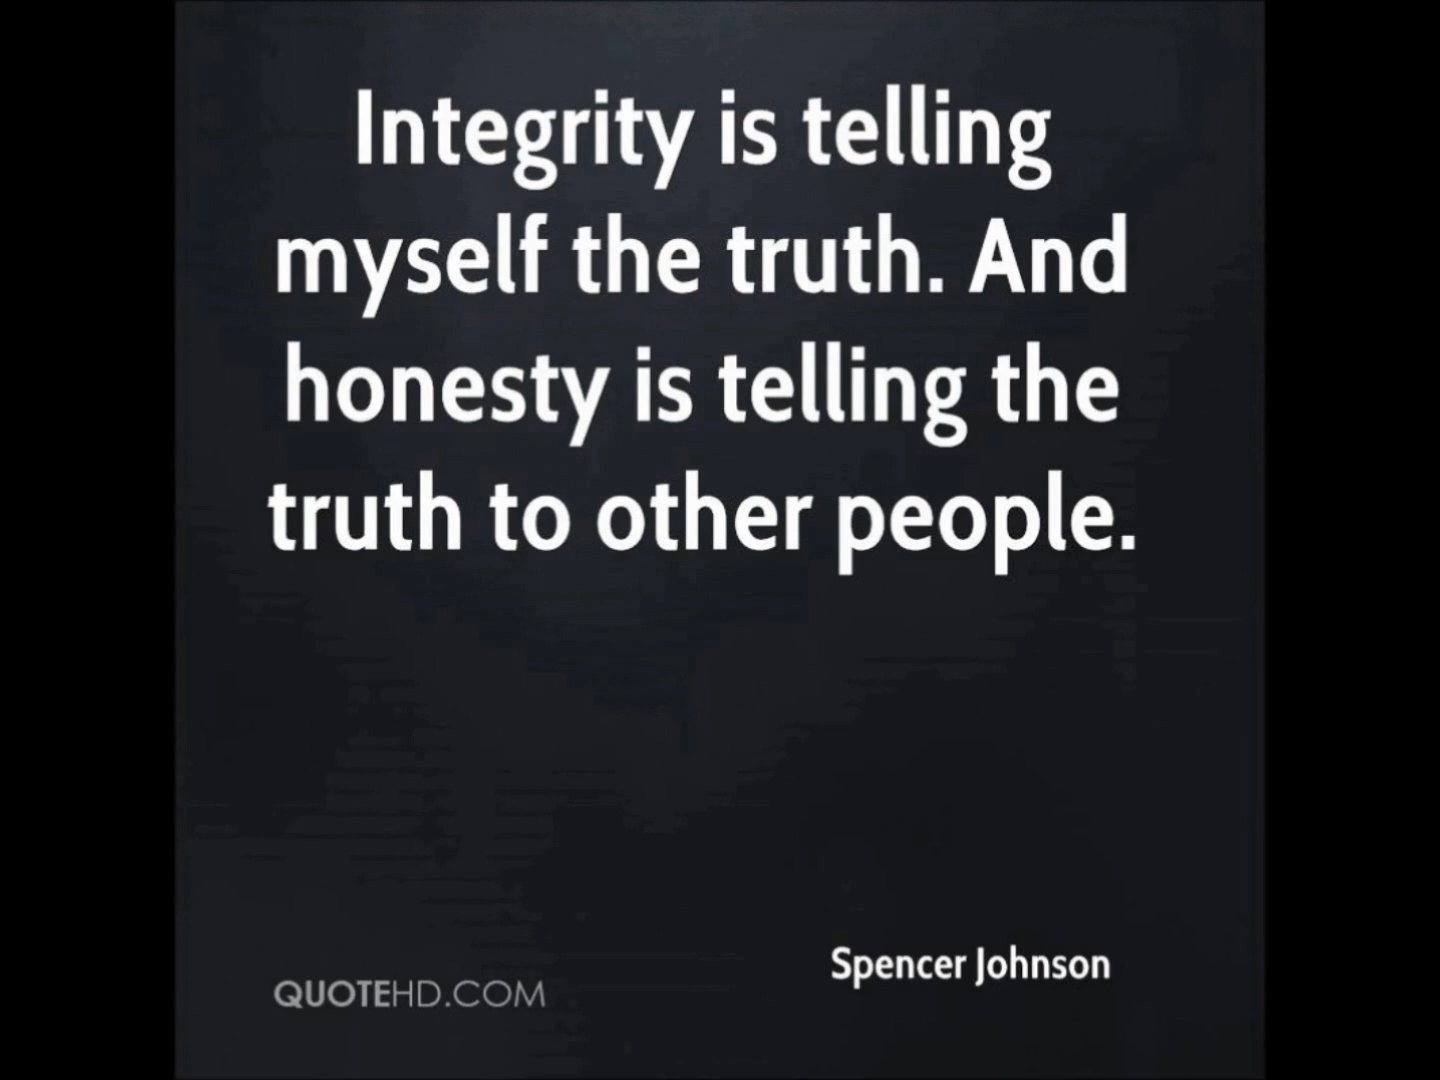 Integrity is telling
myself the truth. And
honesty is telling the
truth to other people.
Spencer Johnson
QUOTEHD.COM